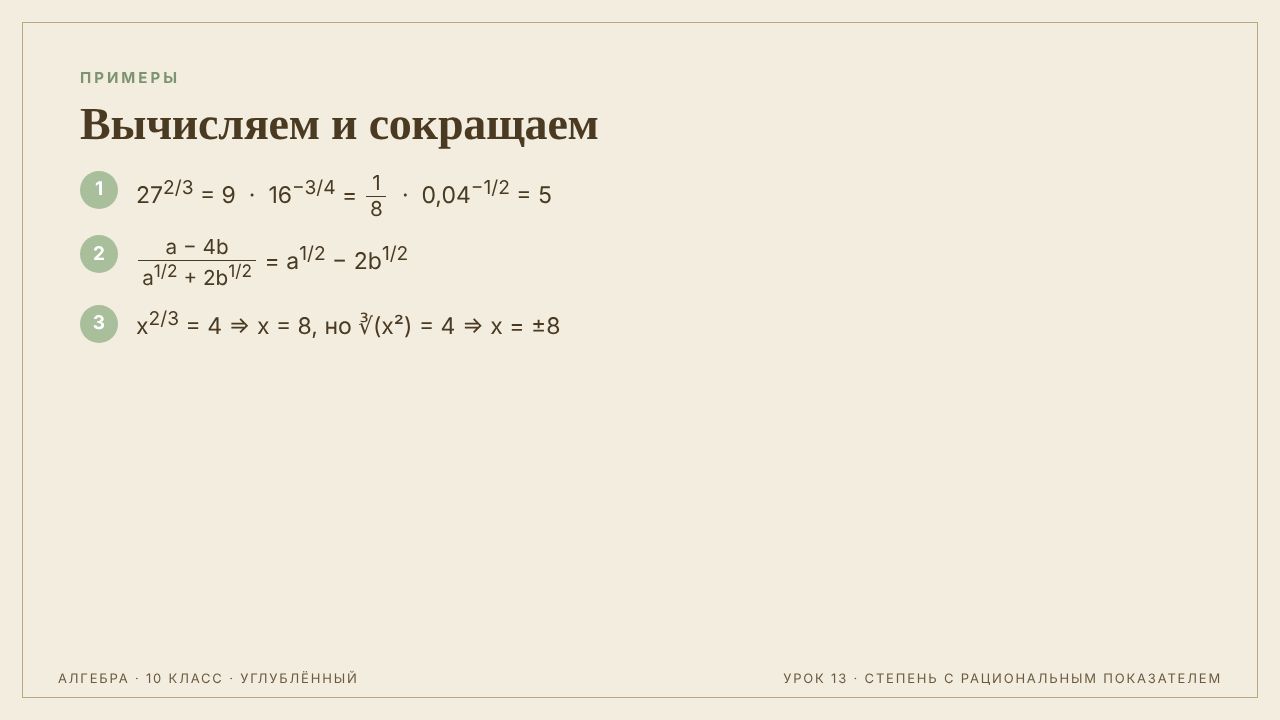 ПРИМЕРЫ
Вычисляем и сокращаем
1 27^{2/3} = 9 · 16^{−3/4} = \frac{1}{8} · 0,04^{−1/2} = 5
2 \frac{a − 4b}{a^{1/2} + 2b^{1/2}} = a^{1/2} − 2b^{1/2}
3 x^{2/3} = 4 ⇒ x = 8, но ∛(x²) = 4 ⇒ x = ±8
АЛГЕБРА · 10 КЛАСС · УГЛУБЛЁННЫЙ
УРОК 13 · СТЕПЕНЬ С РАЦИОНАЛЬНЫМ ПОКАЗАТЕЛЕМ